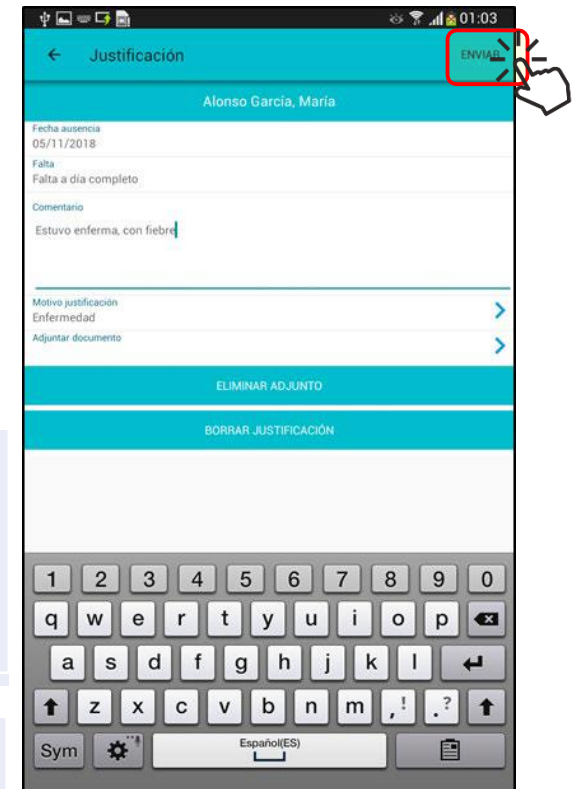 01:03
Justificación
ENVIAR
Alonso García, María
Fecha ausencia
05/11/2018
Falta
Falta a día completo
Comentario
Estuvo enferma, con fiebre
Motivo justificación
Enfermedad
Adjuntar documento
ELIMINAR ADJUNTO
BORRAR JUSTIFICACIÓN
1 2 3 4 5 6 7 8 9 0
q w e r t y u i o p
a s d f g h j k l
z x c v b n m , ! . ?
Sym Español(ES)